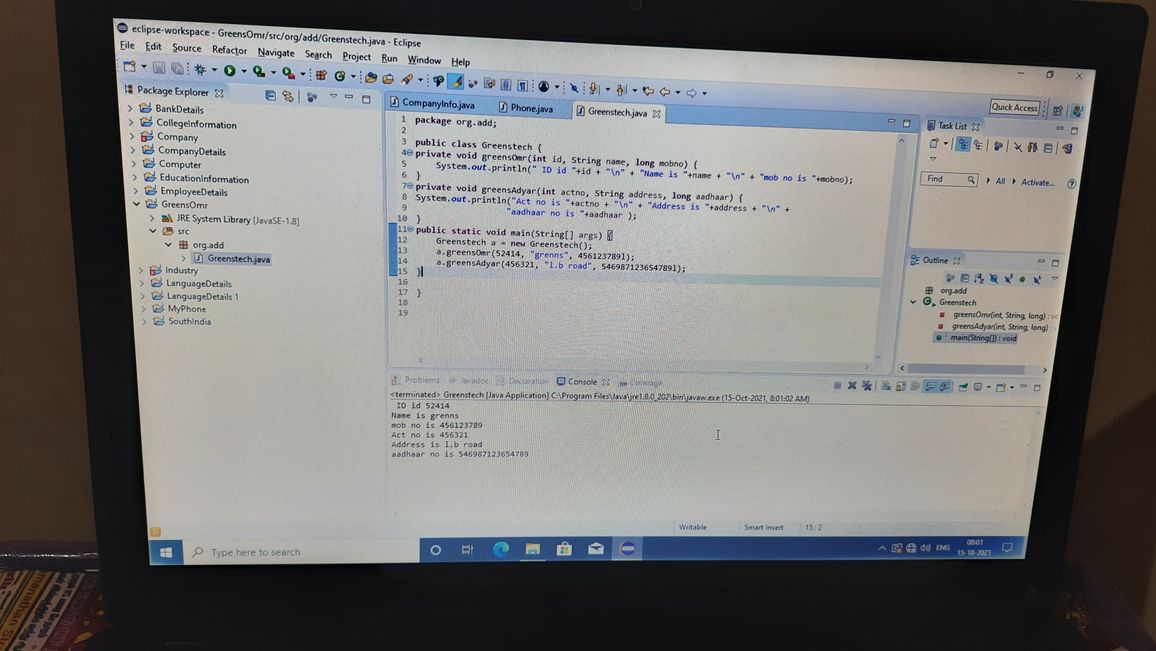 eclipse-workspace - GreensOmr/src/org/add/Greenstech.java - Eclipse
File Edit Source Refactor Navigate Search Project Run Window Help
Quick Access
Package Explorer
BankDetails
CollegeInformation
Company
CompanyDetails
Computer
EducationInformation
EmployeeDetails
GreensOmr
JRE System Library [JavaSE-1.8]
src
org.add
Greenstech.java
Industry
LanguageDetails
LanguageDetails 1
MyPhone
SouthIndia
CompanyInfo.java Phone.java Greenstech.java
1 package org.add;
2
3 public class Greenstech {
4 private void greensOmr(int id, String name, long mobno) {
5 System.out.println(" ID id "+id + "\n" + "Name is "+name + "\n" + "mob no is "+mobno);
6 }
7 private void greensAdyar(int actno, String address, long aadhaar) {
8 System.out.println("Act no is "+actno + "\n" + "Address is "+address + "\n" +
9 "aadhaar no is "+aadhaar );
10 }
11 public static void main(String[] args) {
12 Greenstech a = new Greenstech();
13 a.greensOmr(52414, "grenns", 456123789l);
14 a.greensAdyar(456321, "l.b road", 546987123654789l);
15 }
16
17 }
18
19
Task List
Find All Activate...
Outline
org.add
Greenstech
greensOmr(int, String, long) : vo
greensAdyar(int, String, long) :
main(String[]) : void
Problems Javadoc Declaration Console Coverage
<terminated> Greenstech [Java Application] C:\Program Files\Java\jre1.8.0_202\bin\javaw.exe (15-Oct-2021, 8:01:02 AM)
ID id 52414
Name is grenns
mob no is 456123789
Act no is 456321
Address is l.b road
aadhaar no is 546987123654789
Writable Smart Insert 15 : 2
Type here to search
ENG
08:01
15-10-2021